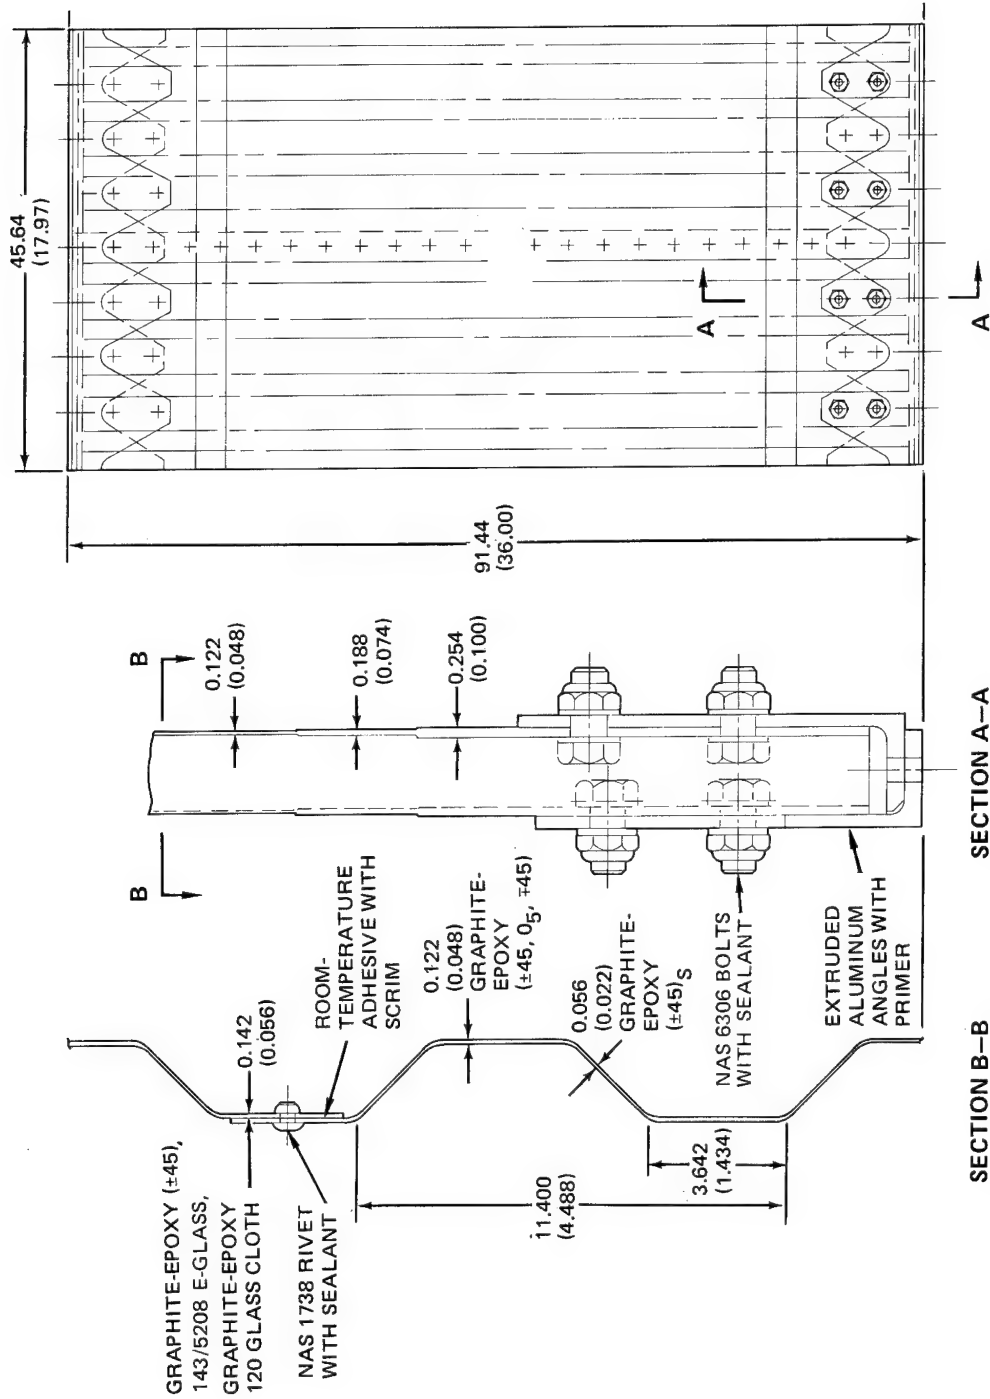 45.64
(17.97)
A
A
91.44
(36.00)
B
B
0.122
(0.048)
0.188
(0.074)
0.254
(0.100)
NAS 6306 BOLTS
WITH SEALANT
EXTRUDED
ALUMINUM
ANGLES WITH
PRIMER
SECTION A–A
GRAPHITE-EPOXY (±45),
143/5208 E-GLASS,
GRAPHITE-EPOXY
120 GLASS CLOTH
NAS 1738 RIVET
WITH SEALANT
0.142
(0.056)
ROOM-
TEMPERATURE
ADHESIVE WITH
SCRIM
0.122
(0.048)
GRAPHITE-
EPOXY
(±45, 0₅, ∓45)
0.056
(0.022)
GRAPHITE-
EPOXY
(±45)ₛ
11.400
(4.488)
3.642
(1.434)
SECTION B–B